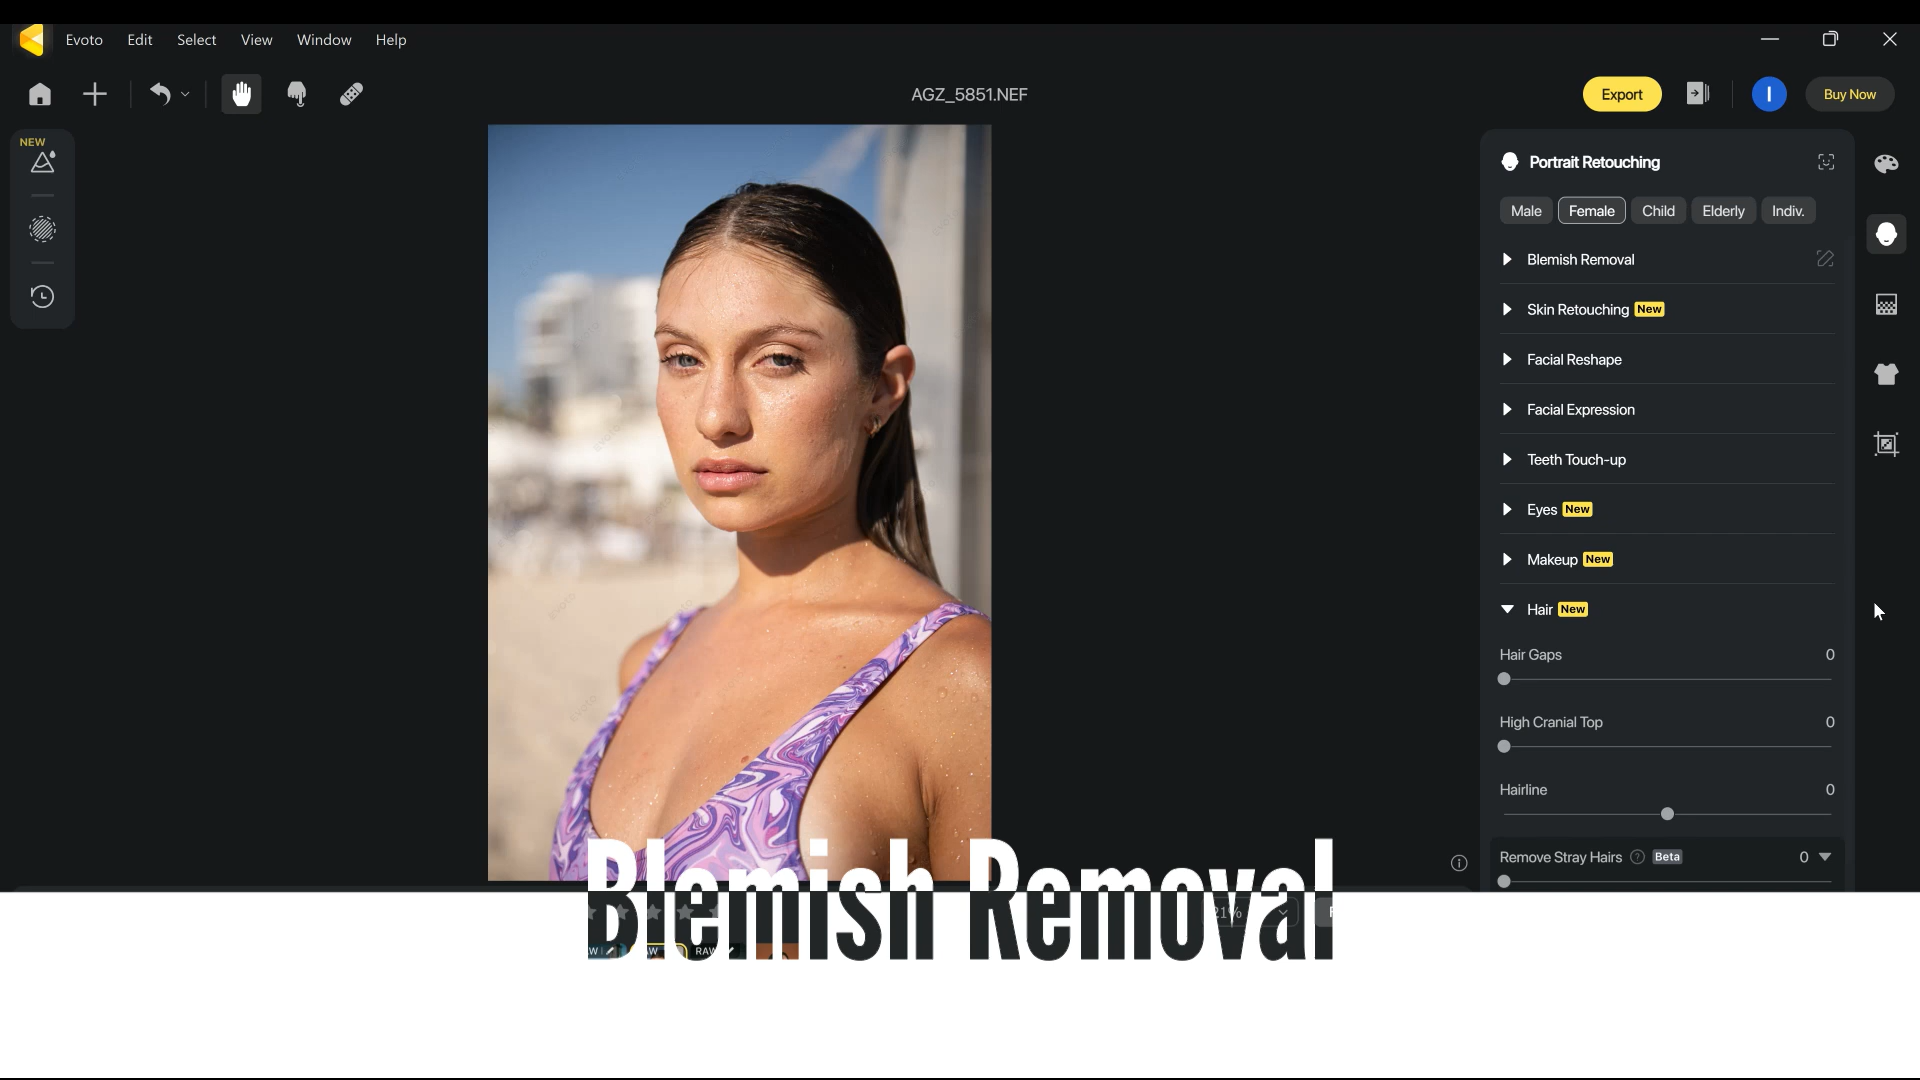 Evoto Edit Select View Window Help
AGZ_5851.NEF
Export
I
Buy Now
NEW
Portrait Retouching
Male Female Child Elderly Indiv.
Blemish Removal
Skin Retouching New
Facial Reshape
Facial Expression
Teeth Touch-up
Eyes New
Makeup New
Hair New
Hair Gaps 0
High Cranial Top 0
Hairline 0
Remove Stray Hairs ? Beta 0
Blemish Removal
21%
RAW